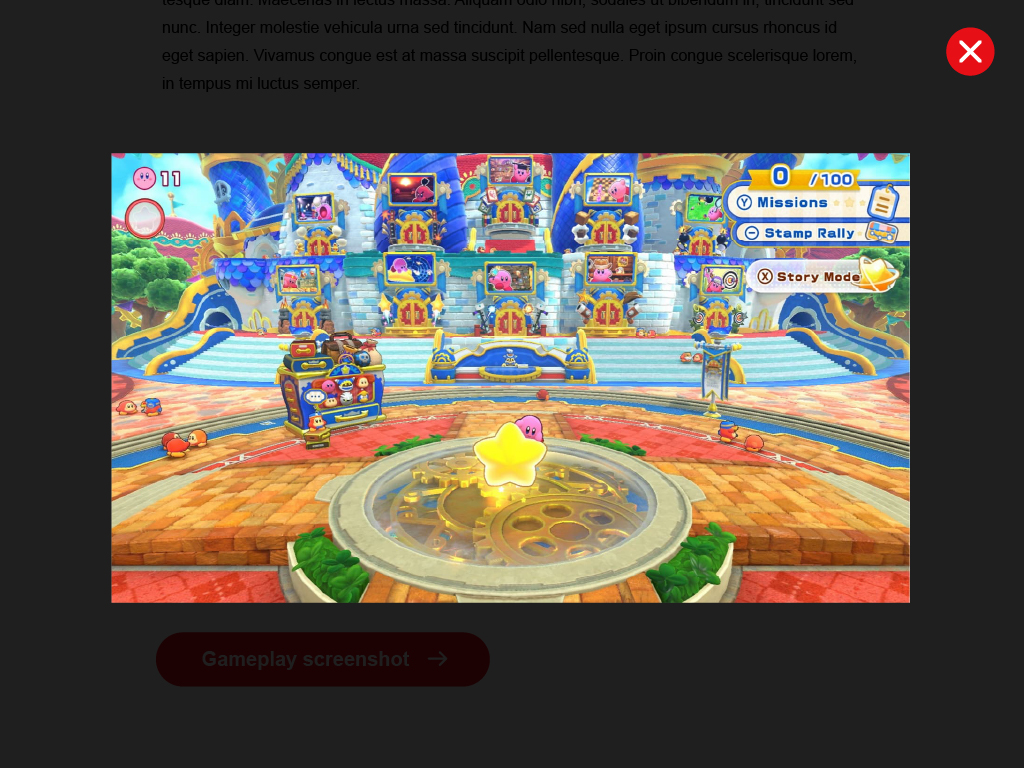 tesque diam. Maecenas in lectus massa. Aliquam odio nibh, sodales ut bibendum in, tincidunt sed
nunc. Integer molestie vehicula urna sed tincidunt. Nam sed nulla eget ipsum cursus rhoncus id
eget sapien. Vivamus congue est at massa suscipit pellentesque. Proin congue scelerisque lorem,
in tempus mi luctus semper.
11
0 /100
Y Missions
Stamp Rally
X Story Mode
Gameplay screenshot →